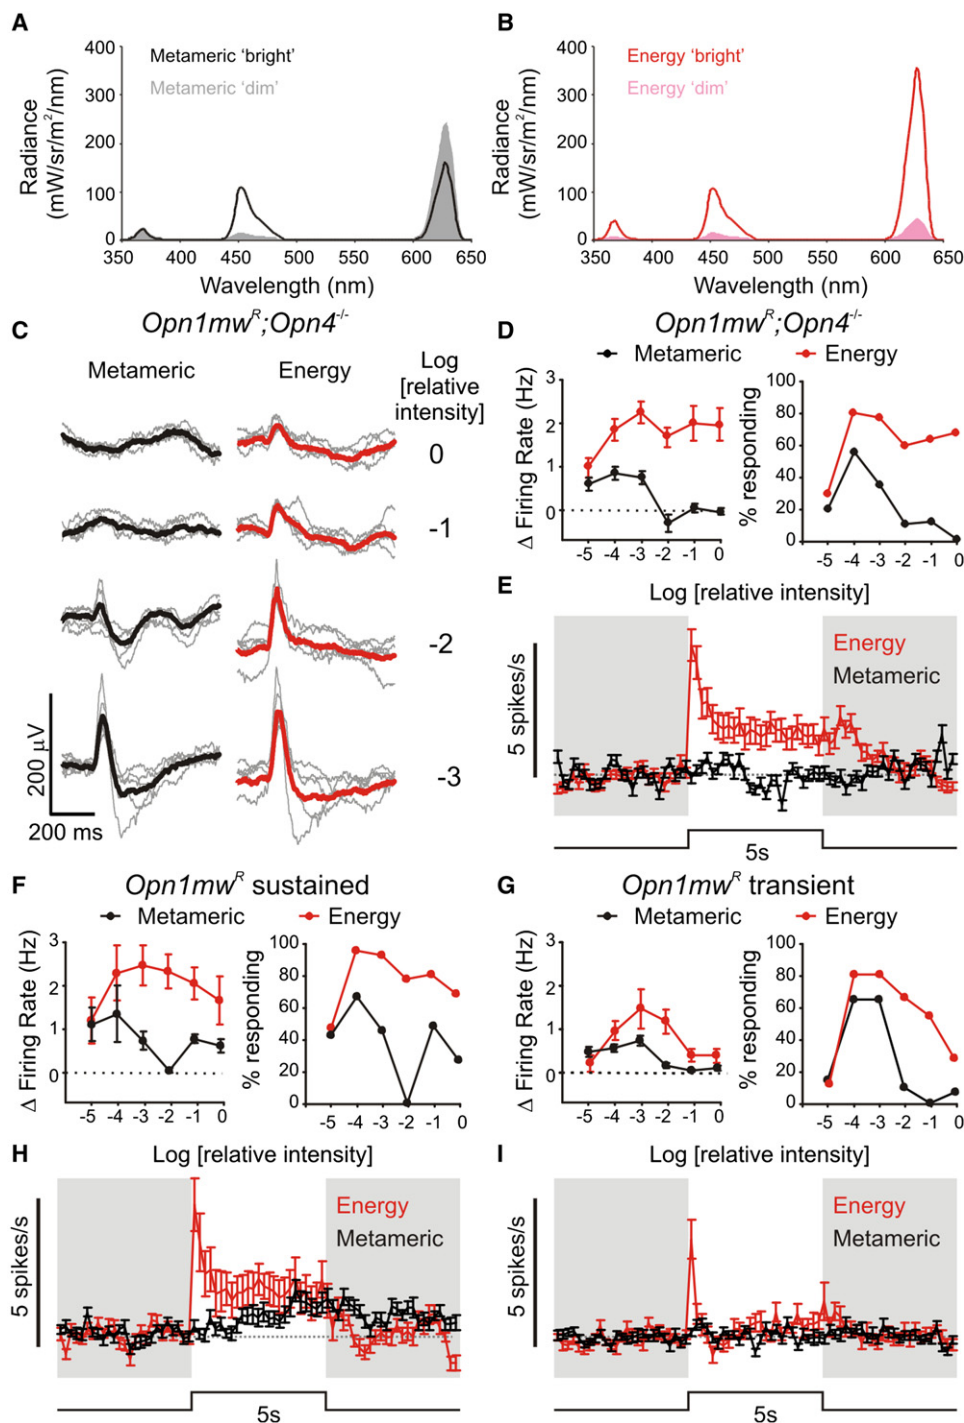 A
B
400
300
200
100
0
350 400 450 500 550 600 650
Radiance
(mW/sr/m²/nm)
Wavelength (nm)
Metameric 'bright'
Metameric 'dim'
400
300
200
100
0
350 400 450 500 550 600 650
Radiance
(mW/sr/m²/nm)
Wavelength (nm)
Energy 'bright'
Energy 'dim'
C
Opn1mwᴿ;Opn4⁻/⁻
Metameric
Energy
Log
[relative
intensity]
0
-1
-2
-3
200 µV
200 ms
D
Opn1mwᴿ;Opn4⁻/⁻
Metameric
Energy
Δ Firing Rate (Hz)
3
2
1
0
-5 -4 -3 -2 -1 0
% responding
100
80
60
40
20
0
-5 -4 -3 -2 -1 0
Log [relative intensity]
E
5 spikes/s
Energy
Metameric
5s
F
Opn1mwᴿ sustained
Metameric
Energy
Δ Firing Rate (Hz)
3
2
1
0
-5 -4 -3 -2 -1 0
% responding
100
80
60
40
20
0
-5 -4 -3 -2 -1 0
Log [relative intensity]
G
Opn1mwᴿ transient
Metameric
Energy
Δ Firing Rate (Hz)
3
2
1
0
-5 -4 -3 -2 -1 0
% responding
100
80
60
40
20
0
-5 -4 -3 -2 -1 0
Log [relative intensity]
H
5 spikes/s
Energy
Metameric
5s
I
5 spikes/s
Energy
Metameric
5s